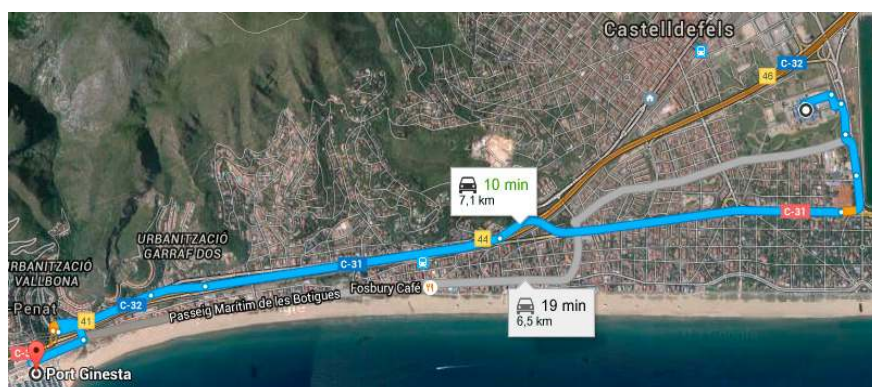 Castelldefels
C-32
46
10 min
7,1 km
C-31
44
URBANITZACIÓ
GARRAF DOS
URBANITZACIÓ
VALLBONA
C-31
C-32
Passeig Marítim de les Botigues
Fosbury Café
19 min
6,5 km
-Penat
41
Port Ginesta